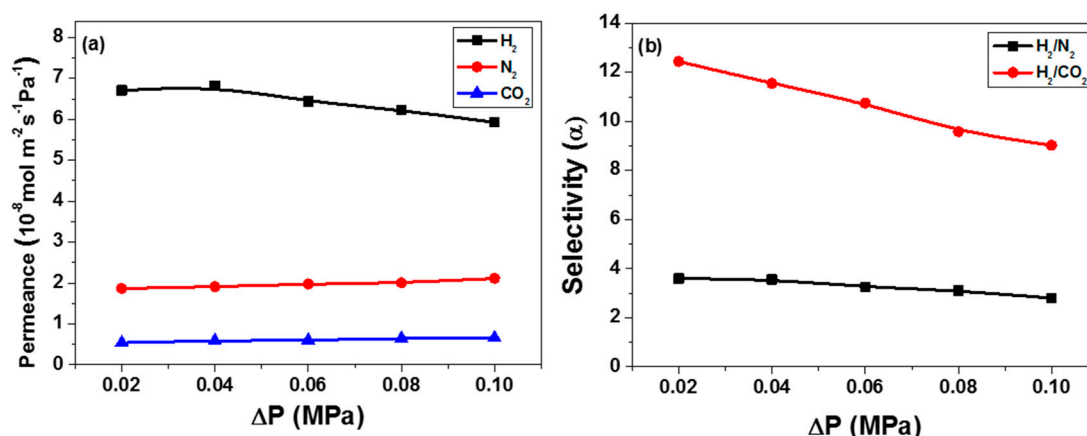 (a)
H₂
N₂
CO₂
Permeance (10⁻⁸mol m⁻²s⁻¹Pa⁻¹)
8
7
6
5
4
3
2
1
0
0.02 0.04 0.06 0.08 0.10
ΔP (MPa)
(b)
H₂/N₂
H₂/CO₂
Selectivity (α)
14
12
10
8
6
4
2
0
0.02 0.04 0.06 0.08 0.10
ΔP (MPa)